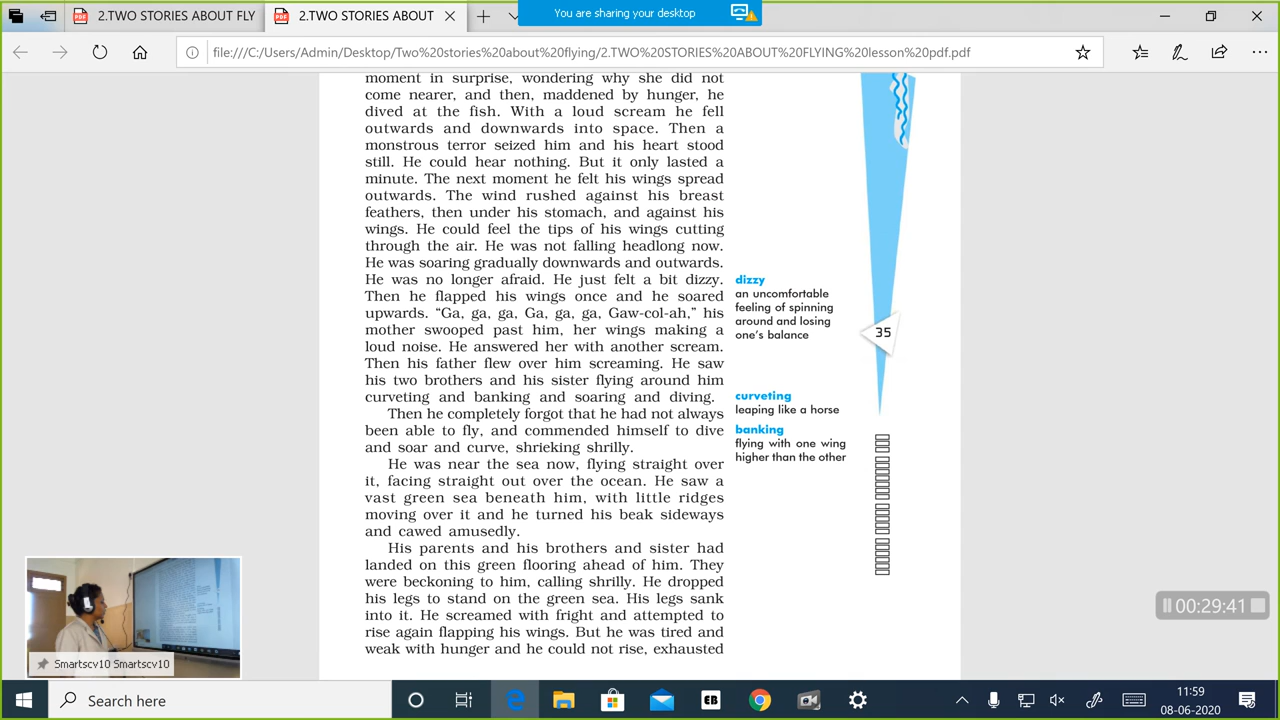 2.TWO STORIES ABOUT FLY
2.TWO STORIES ABOUT
You are sharing your desktop
file:///C:/Users/Admin/Desktop/Two%20stories%20about%20flying/2.TWO%20STORIES%20ABOUT%20FLYING%20lesson%20pdf.pdf
moment in surprise, wondering why she did not
come nearer, and then, maddened by hunger, he
dived at the fish. With a loud scream he fell
outwards and downwards into space. Then a
monstrous terror seized him and his heart stood
still. He could hear nothing. But it only lasted a
minute. The next moment he felt his wings spread
outwards. The wind rushed against his breast
feathers, then under his stomach, and against his
wings. He could feel the tips of his wings cutting
through the air. He was not falling headlong now.
He was soaring gradually downwards and outwards.
He was no longer afraid. He just felt a bit dizzy.
Then he flapped his wings once and he soared
upwards. “Ga, ga, ga, Ga, ga, ga, Gaw-col-ah,” his
mother swooped past him, her wings making a
loud noise. He answered her with another scream.
Then his father flew over him screaming. He saw
his two brothers and his sister flying around him
curveting and banking and soaring and diving.
Then he completely forgot that he had not always
been able to fly, and commended himself to dive
and soar and curve, shrieking shrilly.
He was near the sea now, flying straight over
it, facing straight out over the ocean. He saw a
vast green sea beneath him, with little ridges
moving over it and he turned his beak sideways
and cawed amusedly.
His parents and his brothers and sister had
landed on this green flooring ahead of him. They
were beckoning to him, calling shrilly. He dropped
his legs to stand on the green sea. His legs sank
into it. He screamed with fright and attempted to
rise again flapping his wings. But he was tired and
weak with hunger and he could not rise, exhausted
dizzy
an uncomfortable
feeling of spinning
around and losing
one’s balance
curveting
leaping like a horse
banking
flying with one wing
higher than the other
35
00:29:41
Smartscv10 Smartscv10
Search here
EB
11:59
08-06-2020